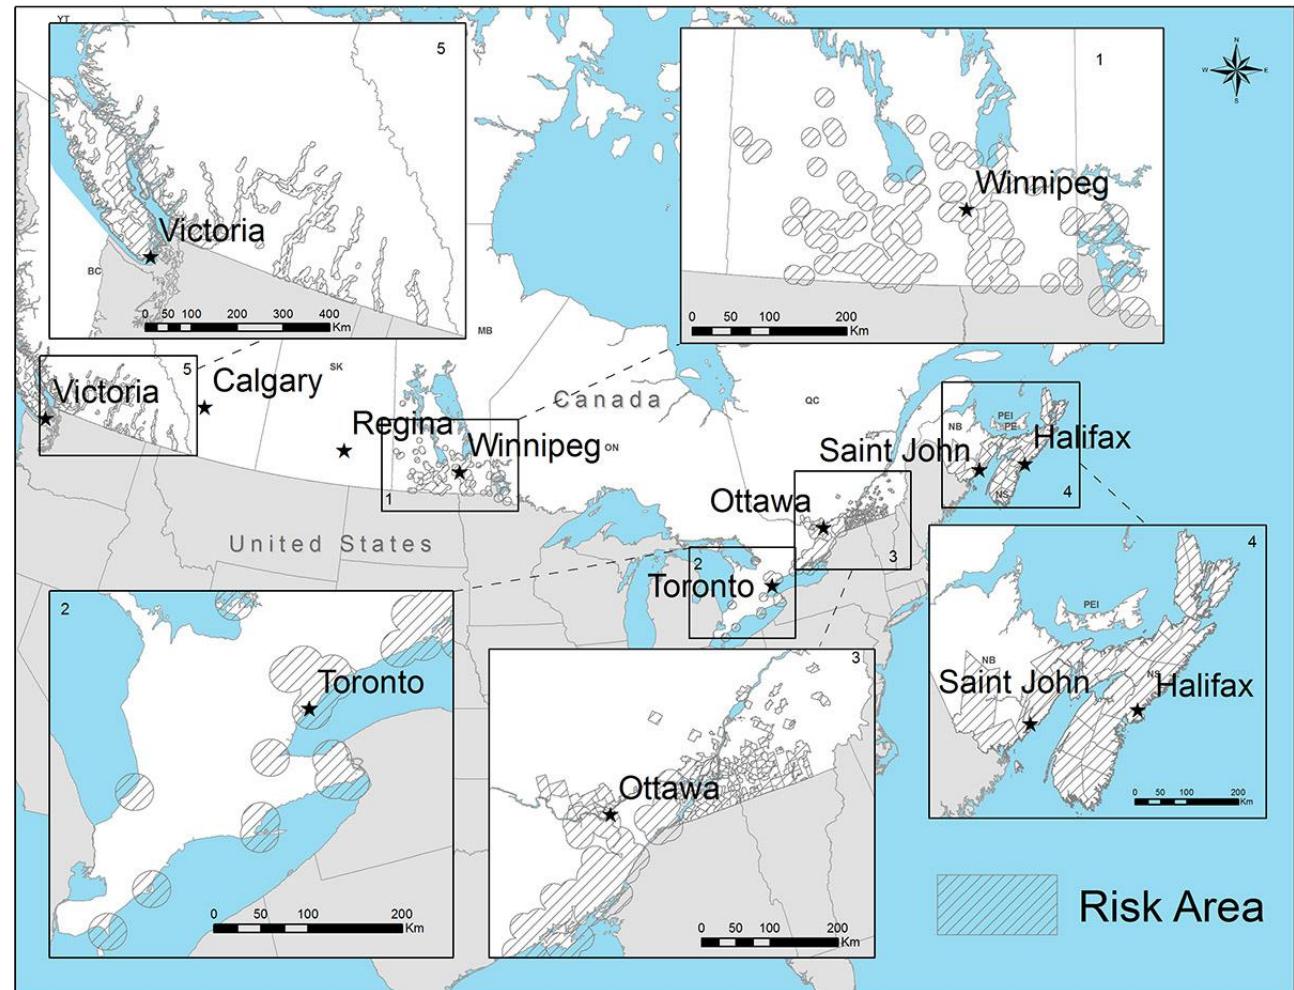 YT
5
Victoria
BC
0 50 100 200 300 400
Km
1
Winnipeg
0 50 100 200
Km
N
W E
S
MB
SK
5
Victoria
Calgary
Regina
Winnipeg
1
ON
Canada
QC
United States
NB
PEI
PE
Halifax
Saint John
NS
4
Ottawa
3
2
Toronto
2
Toronto
0 50 100 200
Km
3
Ottawa
0 50 100 200
Km
4
PEI
NB
NS
Saint John
Halifax
0 50 100 200
Km
Risk Area